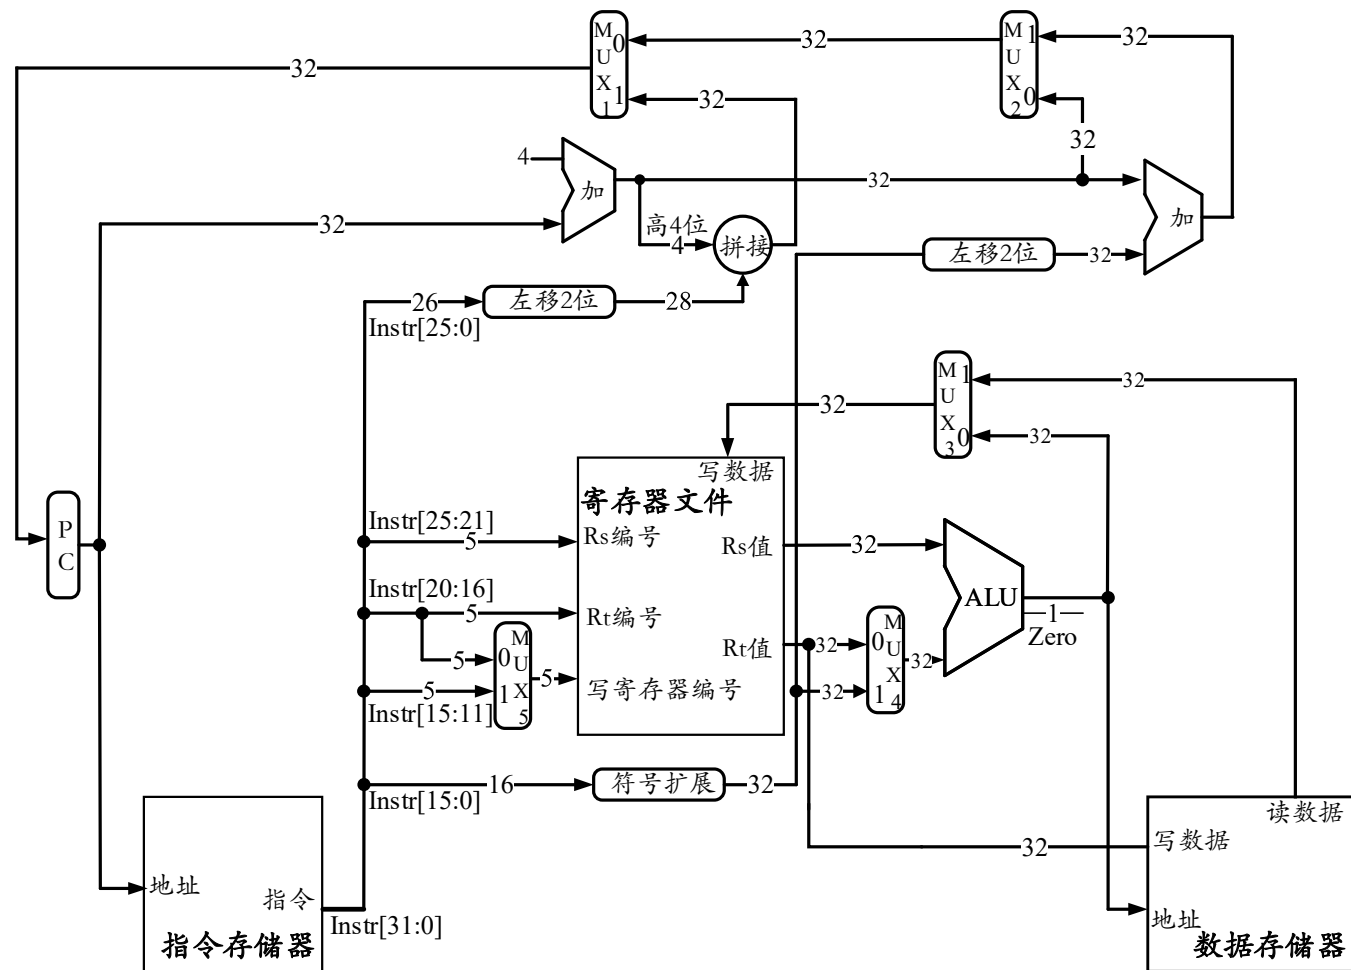 M
U
X
1
0
1
M
U
X
2
1
0
32
32
32
32
32
4
加
32
32
高4位
4
拼接
加
左移2位
32
26
左移2位
28
Instr[25:0]
M
U
X
3
1
0
32
32
32
写数据
寄存器文件
P
C
Instr[25:21]
5
Rs编号
Rs值
32
Instr[20:16]
5
Rt编号
ALU
1
Zero
M
U
X
5
0
1
5
5
5
Rt值
32
M
U
X
4
0
1
32
32
写寄存器编号
Instr[15:11]
16
符号扩展
32
Instr[15:0]
读数据
写数据
32
地址
指令
地址
Instr[31:0]
指令存储器
数据存储器